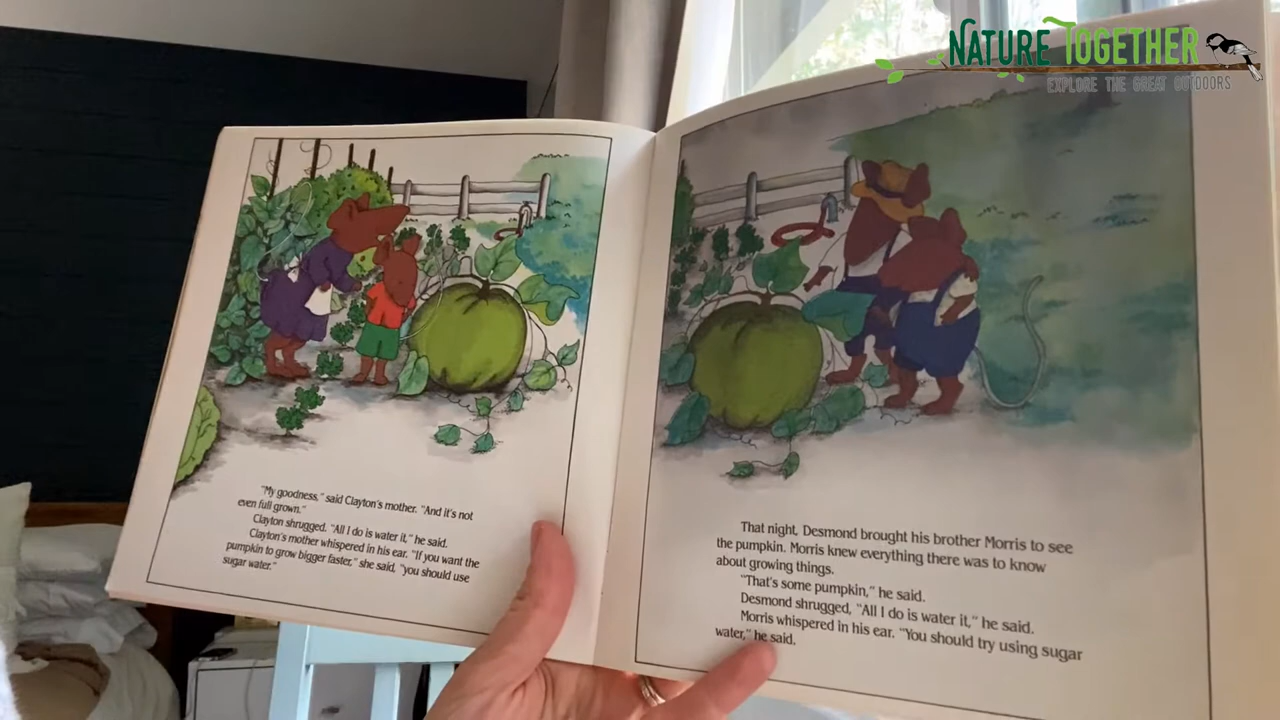 NATURE TOGETHER
EXPLORE THE GREAT OUTDOORS
"My goodness," said Clayton's mother. "And it's not
even full grown."
Clayton shrugged. "All I do is water it," he said.
Clayton's mother whispered in his ear. "If you want the
pumpkin to grow bigger faster," she said, "you should use
sugar water."
That night, Desmond brought his brother Morris to see
the pumpkin. Morris knew everything there was to know
about growing things.
"That's some pumpkin," he said.
Desmond shrugged, "All I do is water it," he said.
Morris whispered in his ear. "You should try using sugar
water," he said.